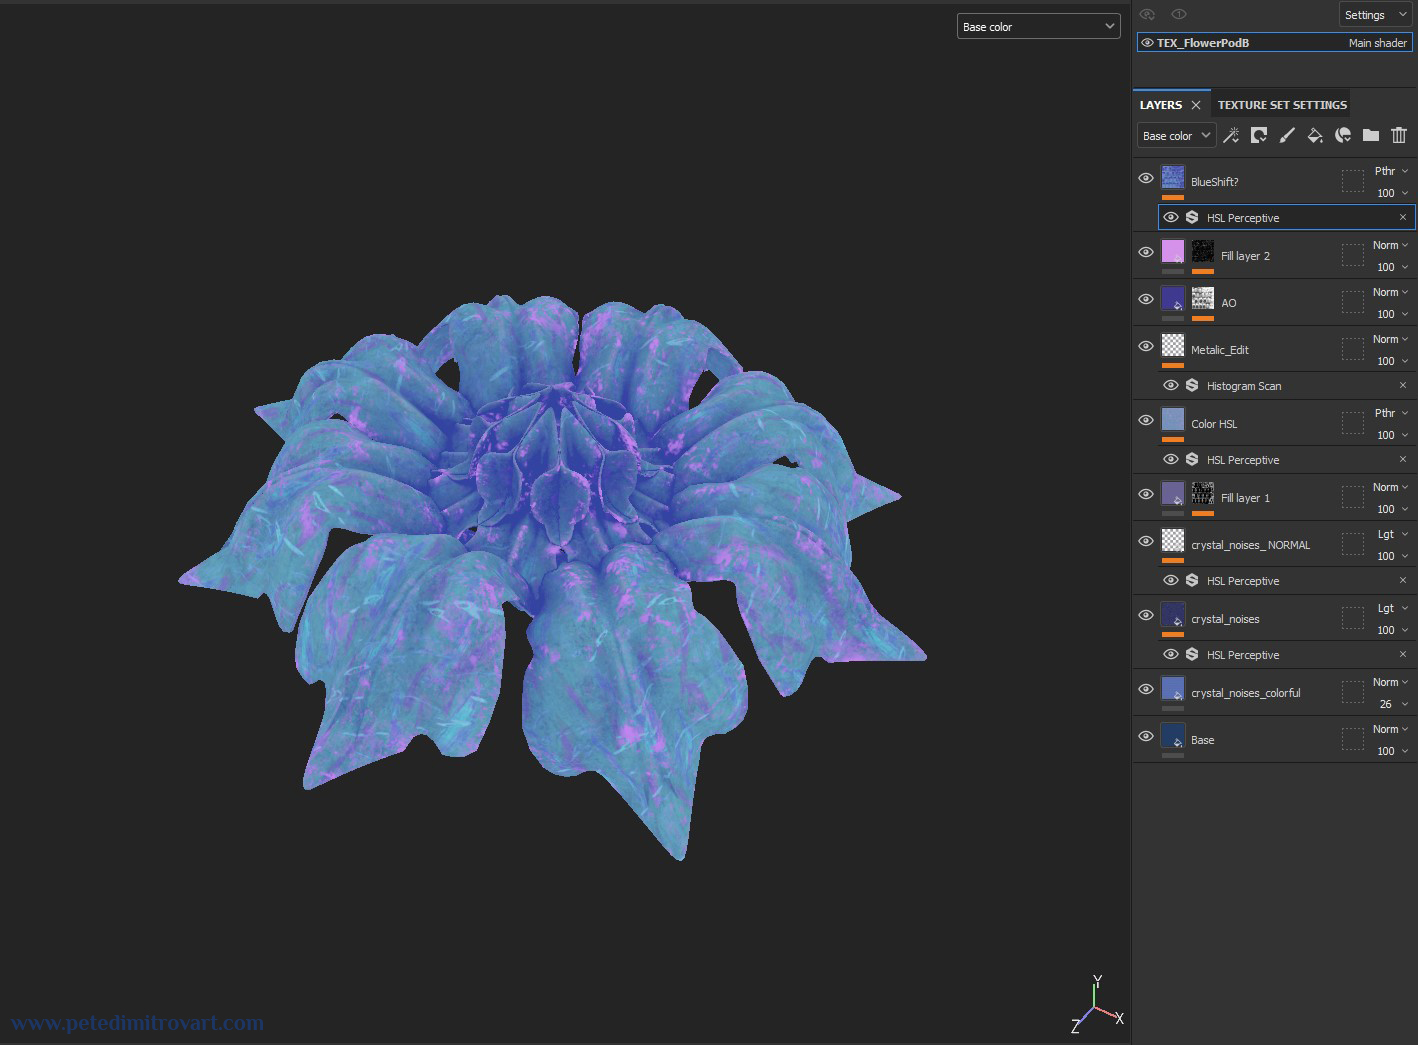 Base color
Settings
TEX_FlowerPodB Main shader
LAYERS TEXTURE SET SETTINGS
Base color
BlueShift? Pthr 100
HSL Perceptive
Fill layer 2 Norm 100
AO Norm 100
Metalic_Edit Norm 100
Histogram Scan
Color HSL Pthr 100
HSL Perceptive
Fill layer 1 Norm 100
crystal_noises_ NORMAL Lgt 100
HSL Perceptive
crystal_noises Lgt 100
HSL Perceptive
crystal_noises_colorful Norm 26
Base Norm 100
Y
X
Z
www.petedimitrovart.com